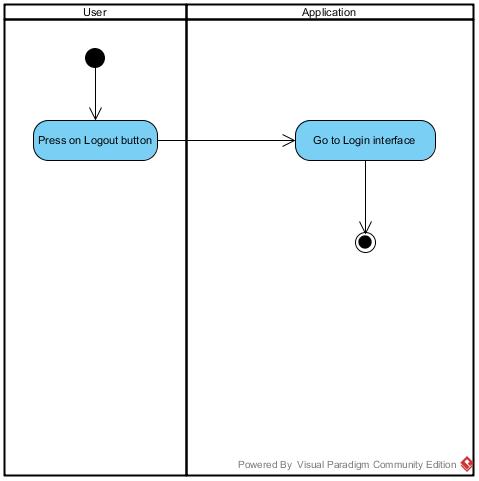 User
Application
Press on Logout button
Go to Login interface
Powered By Visual Paradigm Community Edition